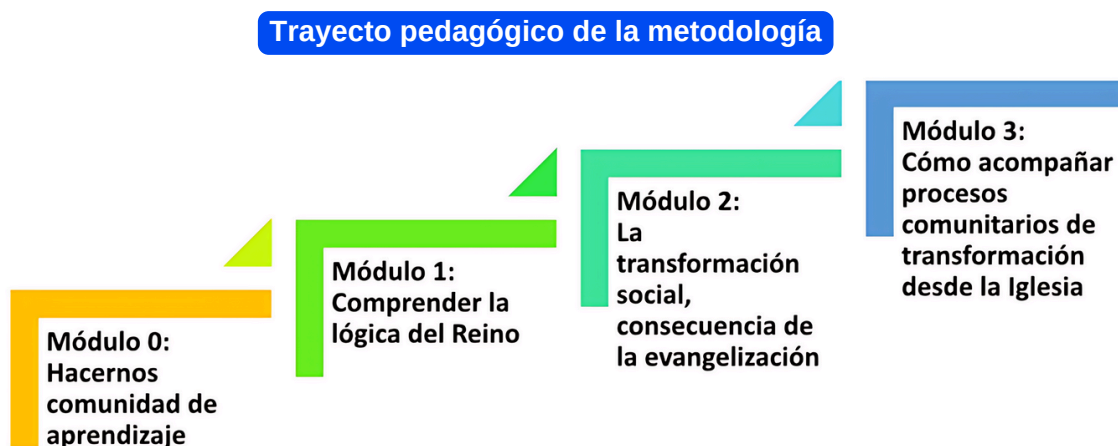 Trayecto pedagógico de la metodología
Módulo 0:
Hacernos
comunidad de
aprendizaje
Módulo 1:
Comprender la
lógica del Reino
Módulo 2:
La
transformación
social,
consecuencia de
la evangelización
Módulo 3:
Cómo acompañar
procesos
comunitarios de
transformación
desde la Iglesia